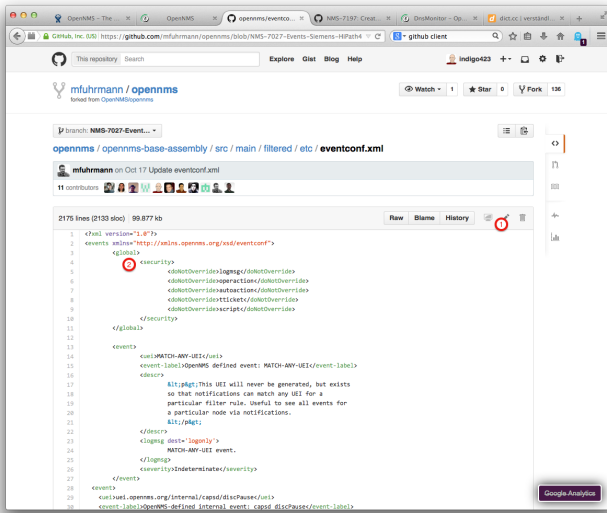 OpenNMS – The ...
OpenNMS
opennms/eventco...
NMS-7197: Creat...
DnsMonitor – Op...
dict.cc | verständl...
GitHub, Inc. (US)
https://github.com/mfuhrmann/opennms/blob/NMS-7027-Events-Siemens-HiPath4
github client
This repository
Search
Explore
Gist
Blog
Help
indigo423
mfuhrmann / opennms
forked from OpenNMS/opennms
Watch
1
Star
0
Fork
136
branch: NMS-7027-Event...
opennms / opennms-base-assembly / src / main / filtered / etc / eventconf.xml
mfuhrmann on Oct 17 Update eventconf.xml
11 contributors
2175 lines (2133 sloc) 99.877 kb
Raw
Blame
History
1
2
1 <?xml version="1.0"?>
2 <events xmlns="http://xmlns.opennms.org/xsd/eventconf">
3 <global>
4 <security>
5 <doNotOverride>logmsg</doNotOverride>
6 <doNotOverride>operaction</doNotOverride>
7 <doNotOverride>autoaction</doNotOverride>
8 <doNotOverride>tticket</doNotOverride>
9 <doNotOverride>script</doNotOverride>
10 </security>
11 </global>
12
13 <event>
14 <uei>MATCH-ANY-UEI</uei>
15 <event-label>OpenNMS defined event: MATCH-ANY-UEI</event-label>
16 <descr>
17 &lt;p&gt;This UEI will never be generated, but exists
18 so that notifications can match any UEI for a
19 particular filter rule. Useful to see all events for
20 a particular node via notifications.
21 &lt;/p&gt;
22 </descr>
23 <logmsg dest='logonly'>
24 MATCH-ANY-UEI event.
25 </logmsg>
26 <severity>Indeterminate</severity>
27 </event>
28 <event>
29 <uei>uei.opennms.org/internal/capsd/discPause</uei>
30 <event-label>OpenNMS-defined internal event: capsd discPause</event-label>
Google Analytics